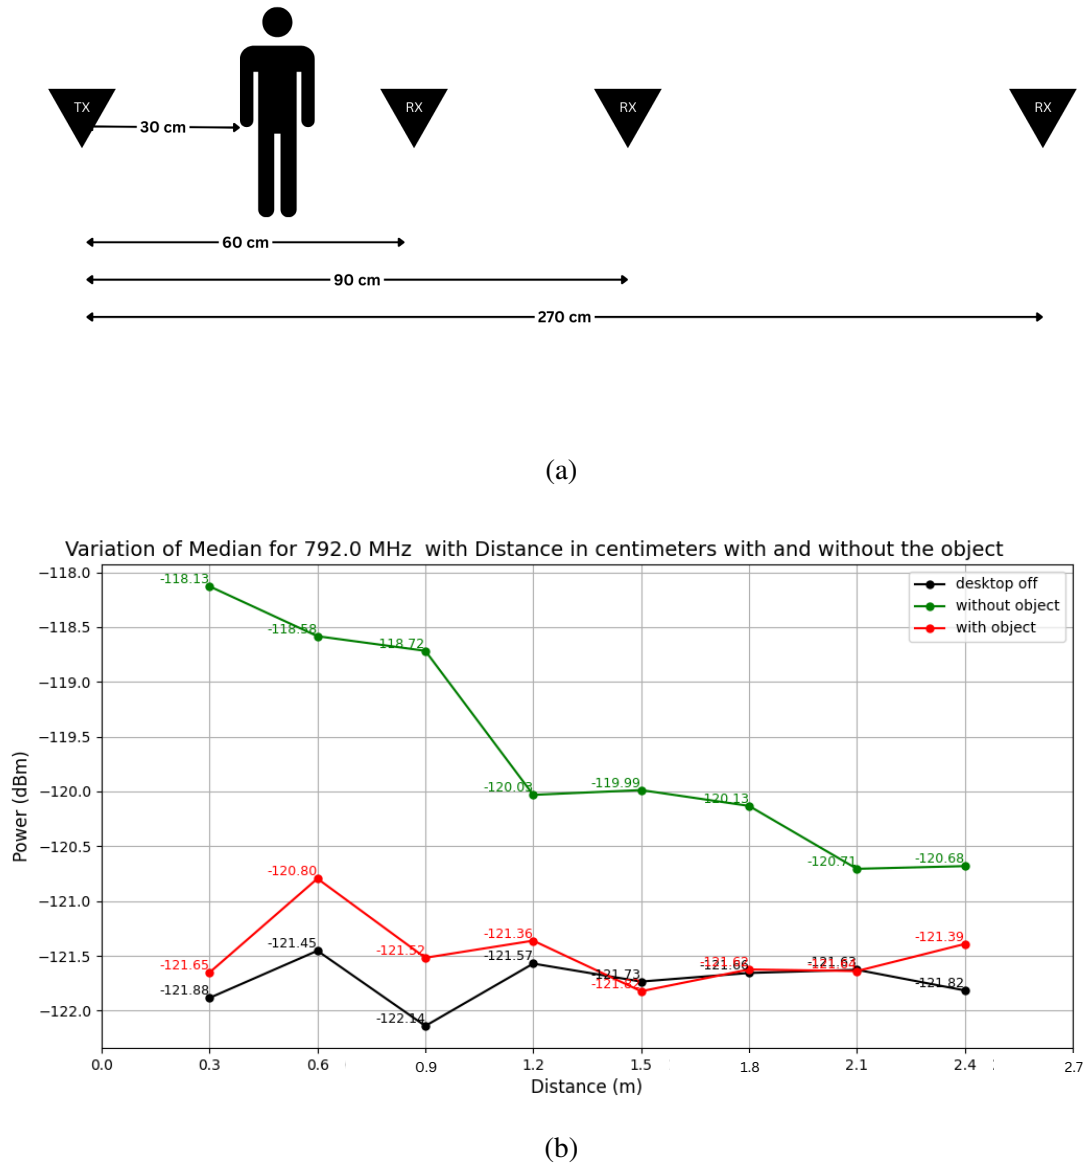 TX
RX
RX
RX
30 cm
60 cm
90 cm
270 cm
(a)
Variation of Median for 792.0 MHz with Distance in centimeters with and without the object
−118.0
−118.5
−119.0
−119.5
−120.0
−120.5
−121.0
−121.5
−122.0
Power (dBm)
desktop off
without object
with object
-118.13
-118.58
-118.72
-120.03
-119.99
-120.13
-120.71
-120.68
-121.65
-120.80
-121.52
-121.36
-121.62
-121.39
-121.88
-121.45
-122.14
-121.57
-121.73
-121.66
-121.63
-121.82
0.0 0.3 0.6 0.9 1.2 1.5 1.8 2.1 2.4 2.7
Distance (m)
(b)